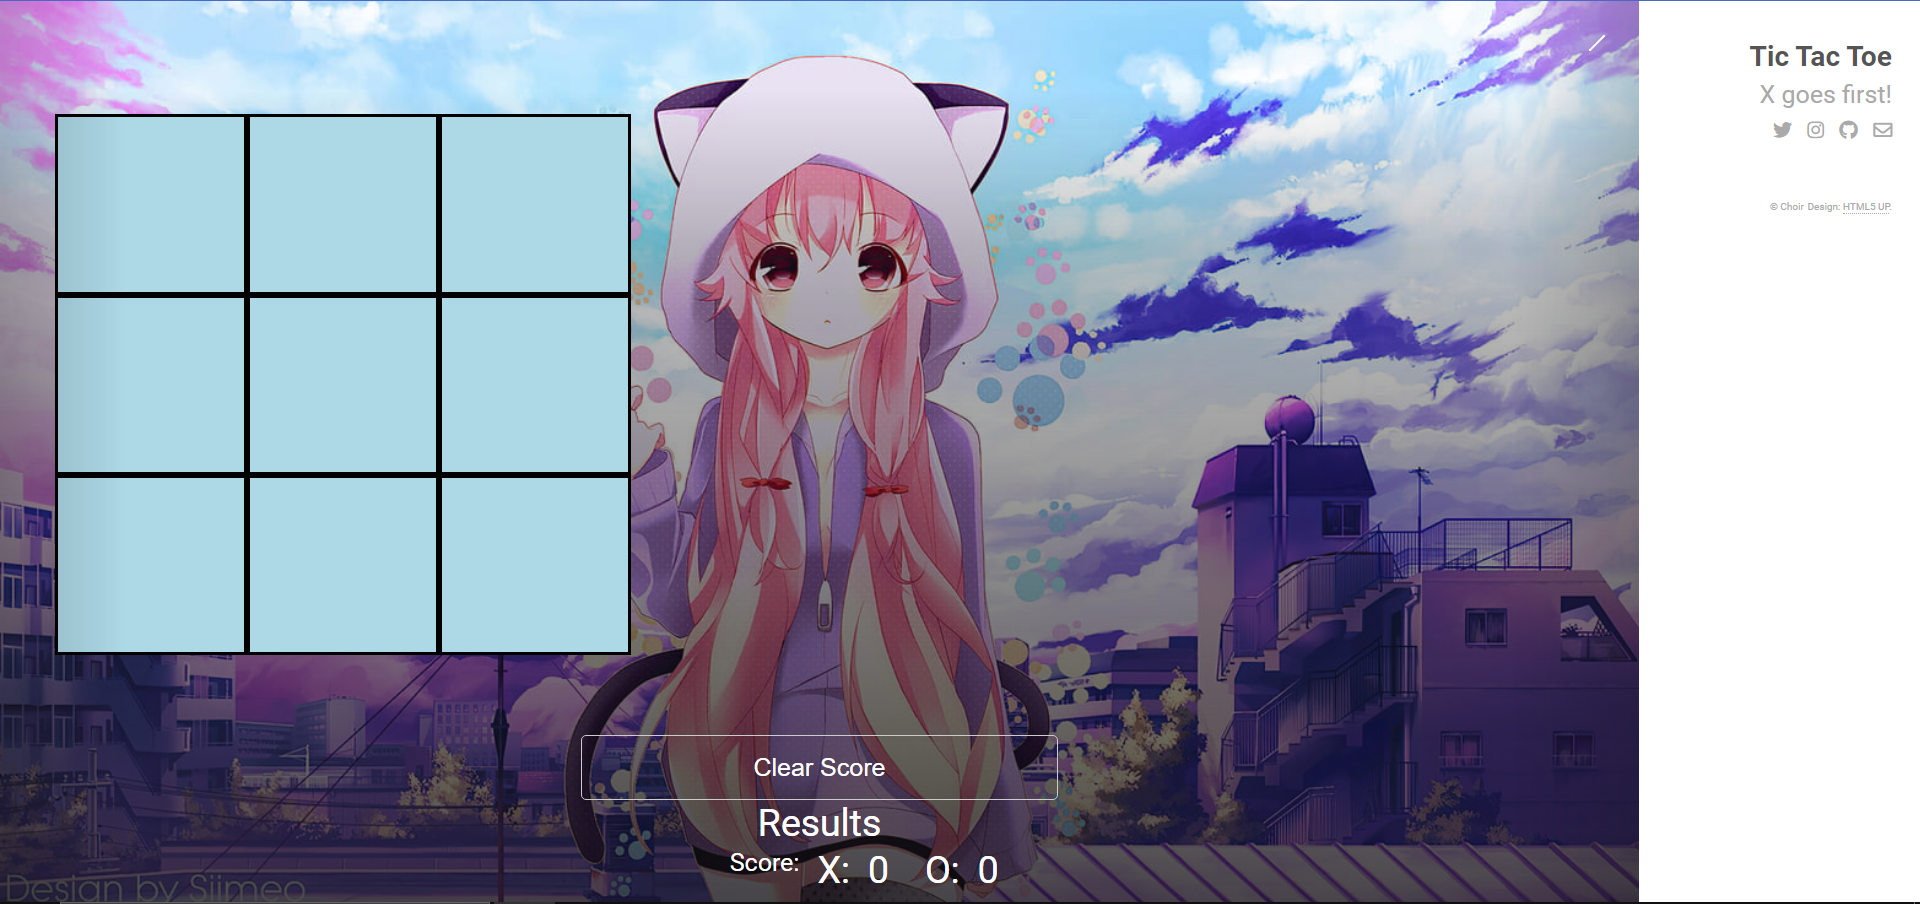 Tic Tac Toe
X goes first!
© Choir Design: HTML5 UP.
Clear Score
Results
Score: X: 0 O: 0
Design by Siimeo